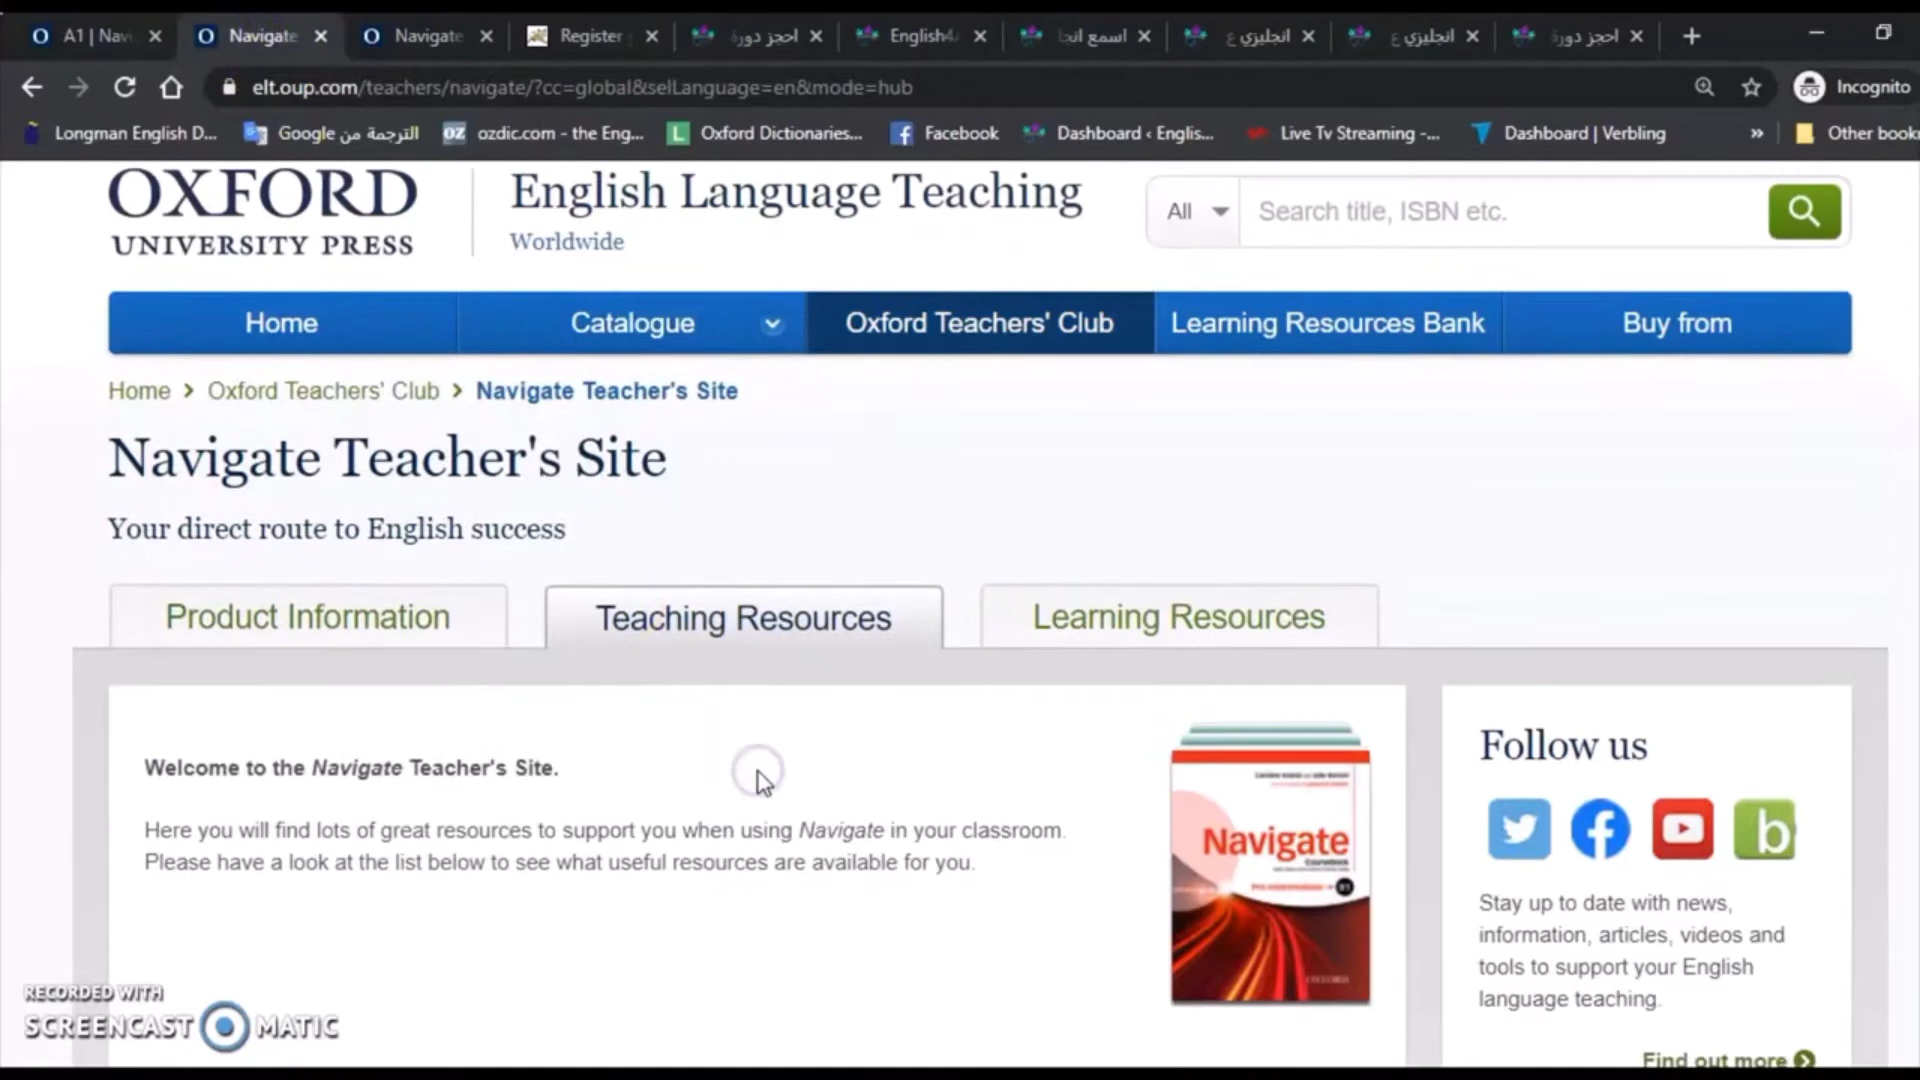 A1 | Nav
Navigate
Navigate
Register
احجز دورة
English4
اسمع انجل
انجليزي ع
انجليزي ع
احجز دورة
elt.oup.com/teachers/navigate/?cc=global&selLanguage=en&mode=hub
Incognito
Longman English D...
الترجمة من Google
oz
ozdic.com - the Eng...
L
Oxford Dictionaries...
Facebook
Dashboard ‹ Englis...
Live Tv Streaming -...
Dashboard | Verbling
»
Other book
OXFORD
UNIVERSITY PRESS
English Language Teaching
Worldwide
All
Search title, ISBN etc.
Home
Catalogue
Oxford Teachers' Club
Learning Resources Bank
Buy from
Home > Oxford Teachers' Club > Navigate Teacher's Site
Navigate Teacher's Site
Your direct route to English success
Product Information
Teaching Resources
Learning Resources
Welcome to the Navigate Teacher's Site.
Here you will find lots of great resources to support you when using Navigate in your classroom.
Please have a look at the list below to see what useful resources are available for you.
Navigate
Coursebook
OXFORD
Follow us
Stay up to date with news,
information, articles, videos and
tools to support your English
language teaching.
Find out more
RECORDED WITH
SCREENCAST MATIC